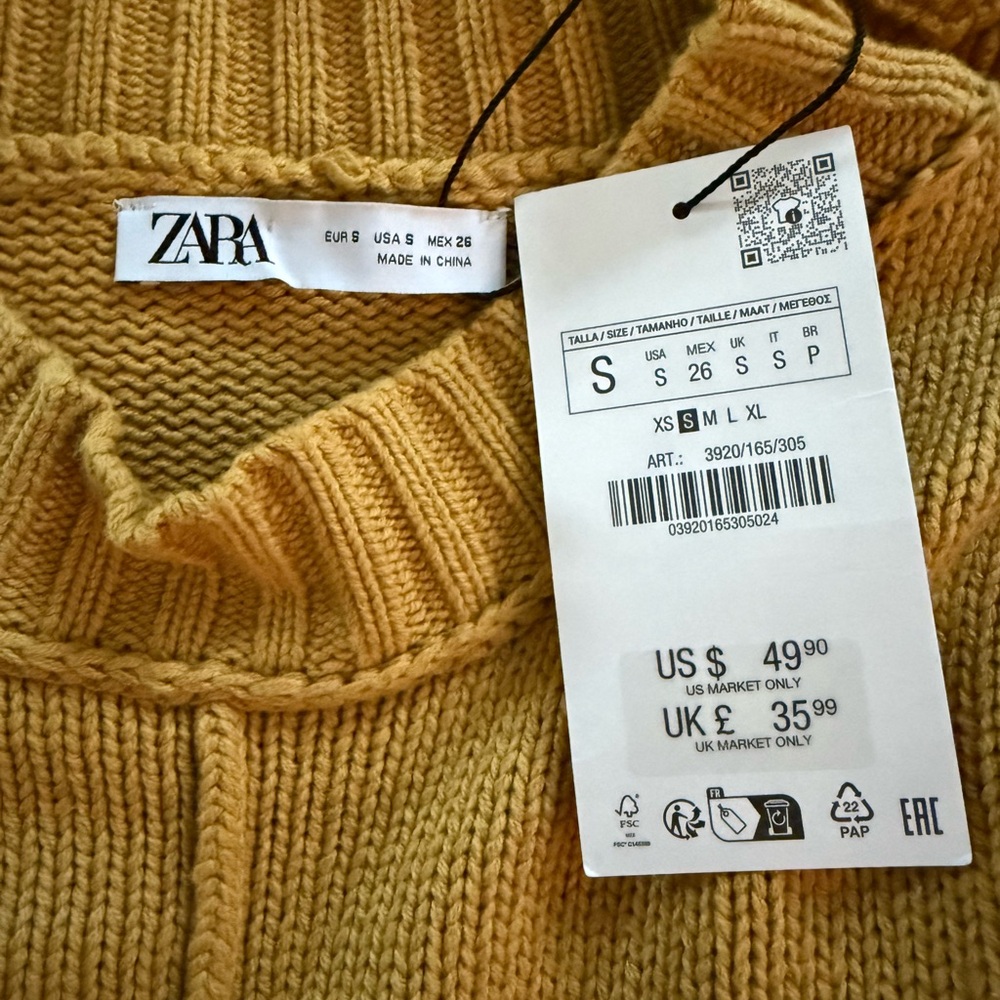 ZARA
EUR S USA S MEX 26
MADE IN CHINA
TALLA / SIZE / TAMANHO / TAILLE / MAAT / ΜΕΓΕΘΟΣ
S
USA MEX UK IT BR
S 26 S S P
XS S M L XL
ART.: 3920/165/305
03920165305024
US $ 49 90
US MARKET ONLY
UK £ 35 99
UK MARKET ONLY
FR
FSC
22
PAP
EAC